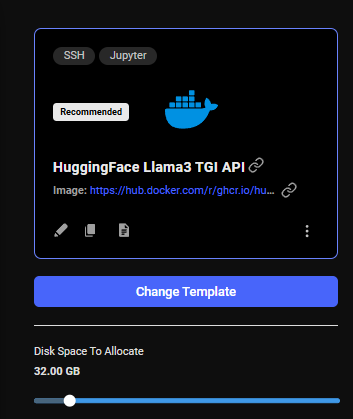 SSH Jupyter
Recommended
HuggingFace Llama3 TGI API
Image: https://hub.docker.com/r/ghcr.io/hu...
Change Template
Disk Space To Allocate
32.00 GB